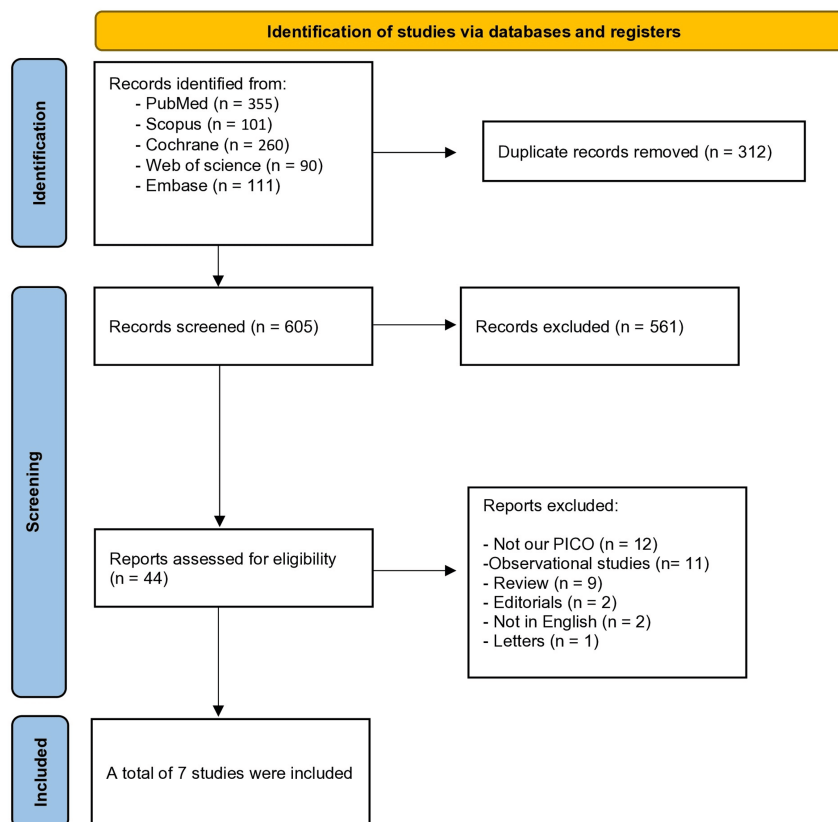 Identification of studies via databases and registers
Identification
Records identified from:
- PubMed (n = 355)
- Scopus (n = 101)
- Cochrane (n = 260)
- Web of science (n = 90)
- Embase (n = 111)
Duplicate records removed (n = 312)
Screening
Records screened (n = 605)
Records excluded (n = 561)
Reports assessed for eligibility
(n = 44)
Reports excluded:
- Not our PICO (n = 12)
-Observational studies (n= 11)
- Review (n = 9)
- Editorials (n = 2)
- Not in English (n = 2)
- Letters (n = 1)
Included
A total of 7 studies were included